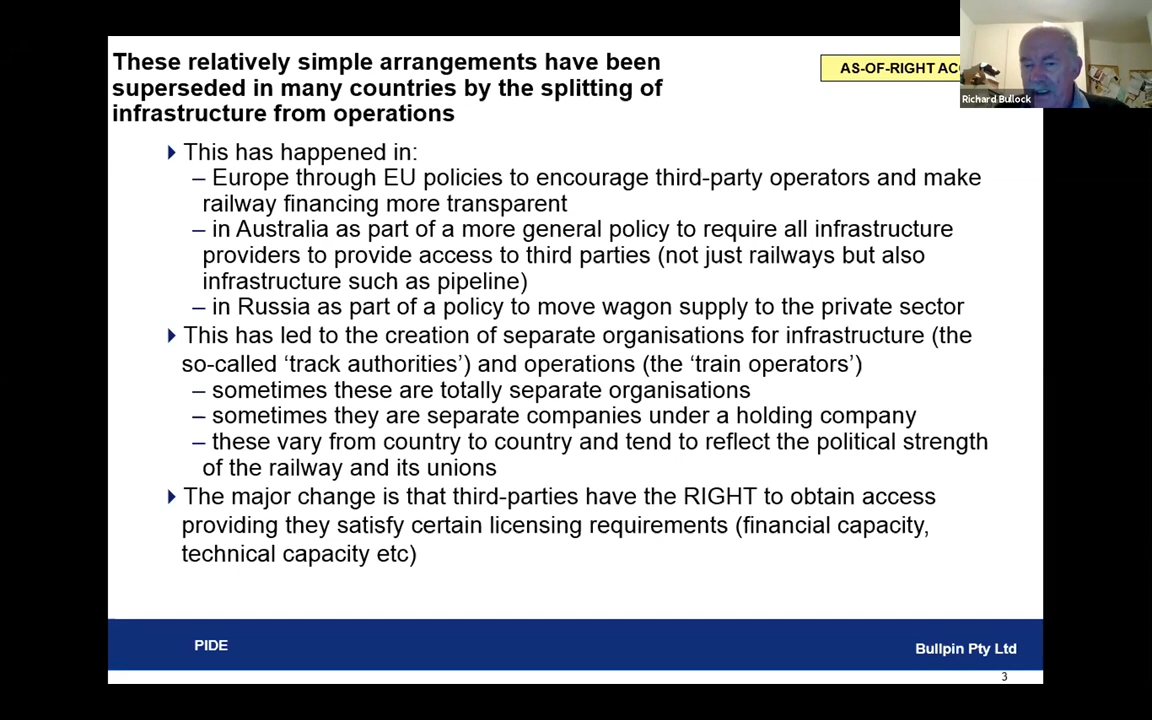 These relatively simple arrangements have been
superseded in many countries by the splitting of
infrastructure from operations
AS-OF-RIGHT
Richard Bullock
This has happened in:
– Europe through EU policies to encourage third-party operators and make
railway financing more transparent
– in Australia as part of a more general policy to require all infrastructure
providers to provide access to third parties (not just railways but also
infrastructure such as pipeline)
– in Russia as part of a policy to move wagon supply to the private sector
This has led to the creation of separate organisations for infrastructure (the
so-called ‘track authorities’) and operations (the ‘train operators’)
– sometimes these are totally separate organisations
– sometimes they are separate companies under a holding company
– these vary from country to country and tend to reflect the political strength
of the railway and its unions
The major change is that third-parties have the RIGHT to obtain access
providing they satisfy certain licensing requirements (financial capacity,
technical capacity etc)
PIDE
Bullpin Pty Ltd
3